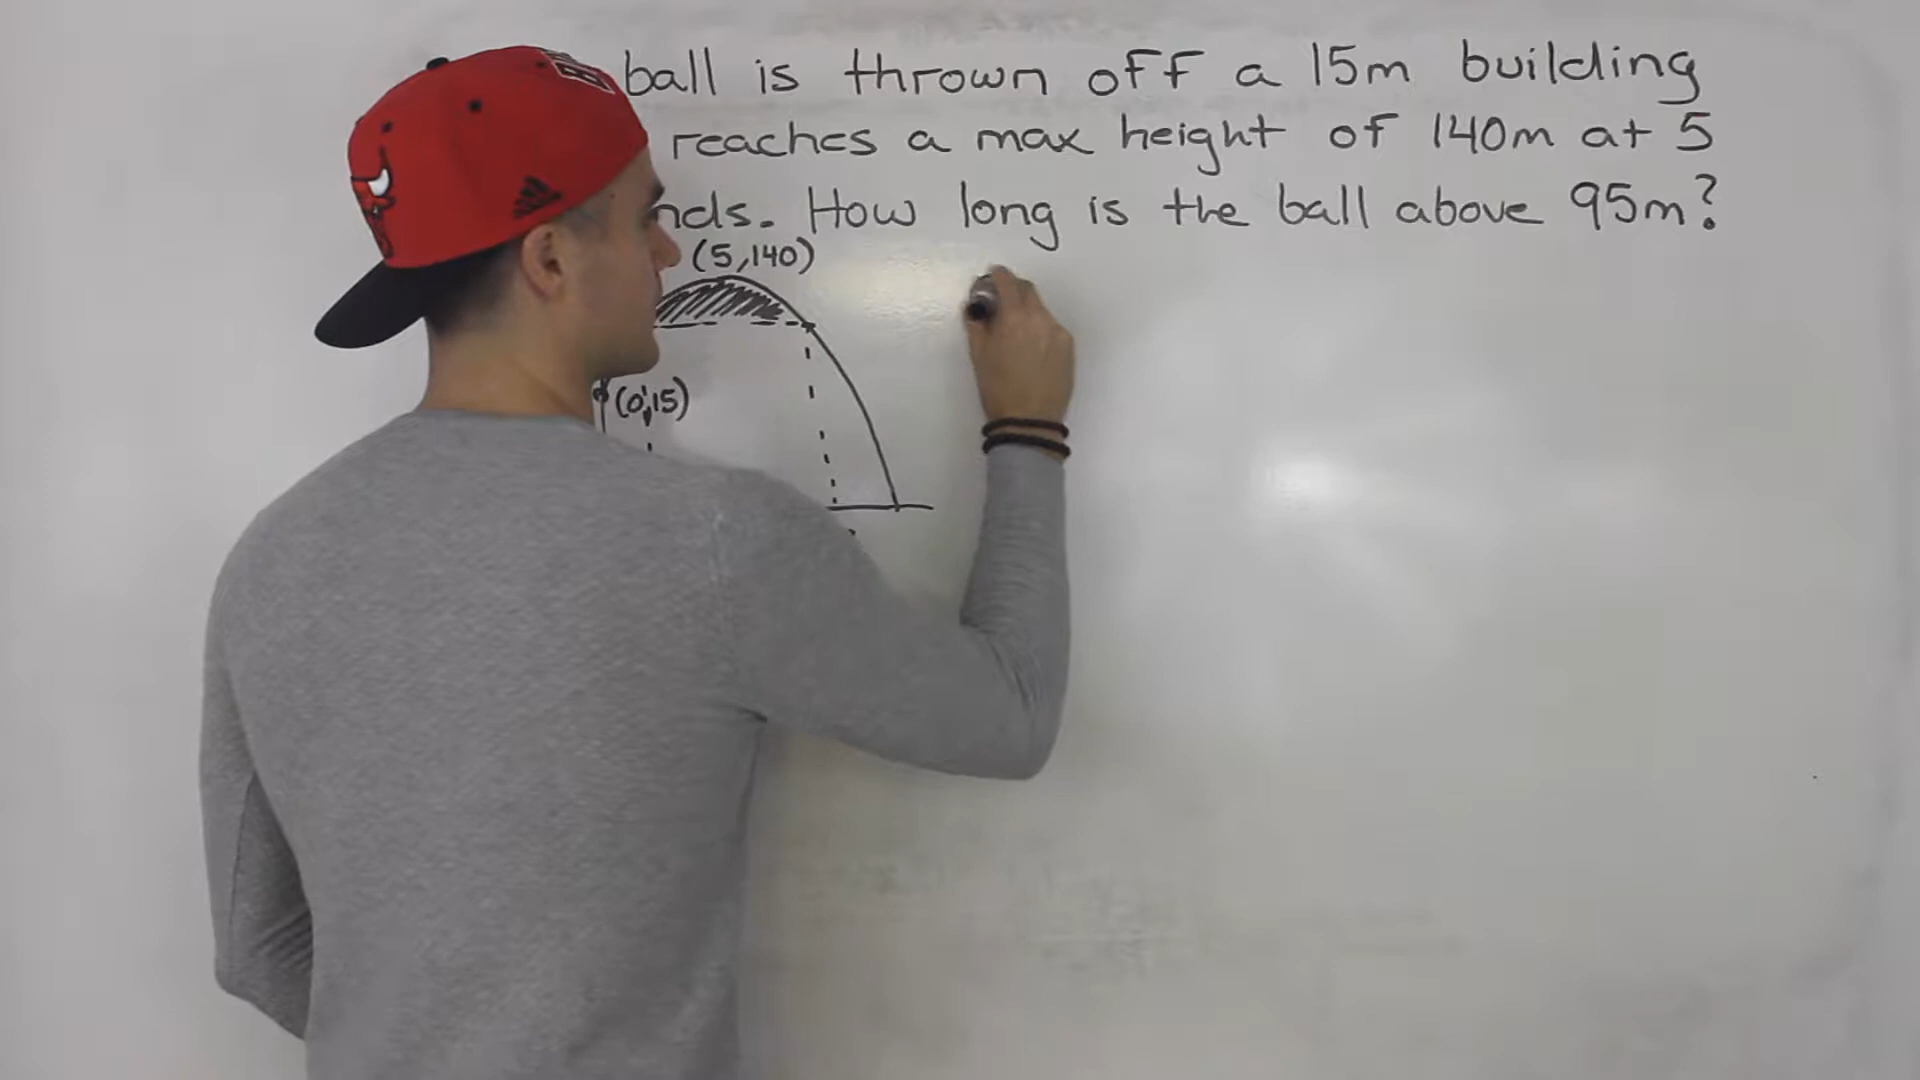 ball is thrown off a 15m building
reaches a max height of 140m at 5
nds. How long is the ball above 95m?
(5,140)
(0,15)